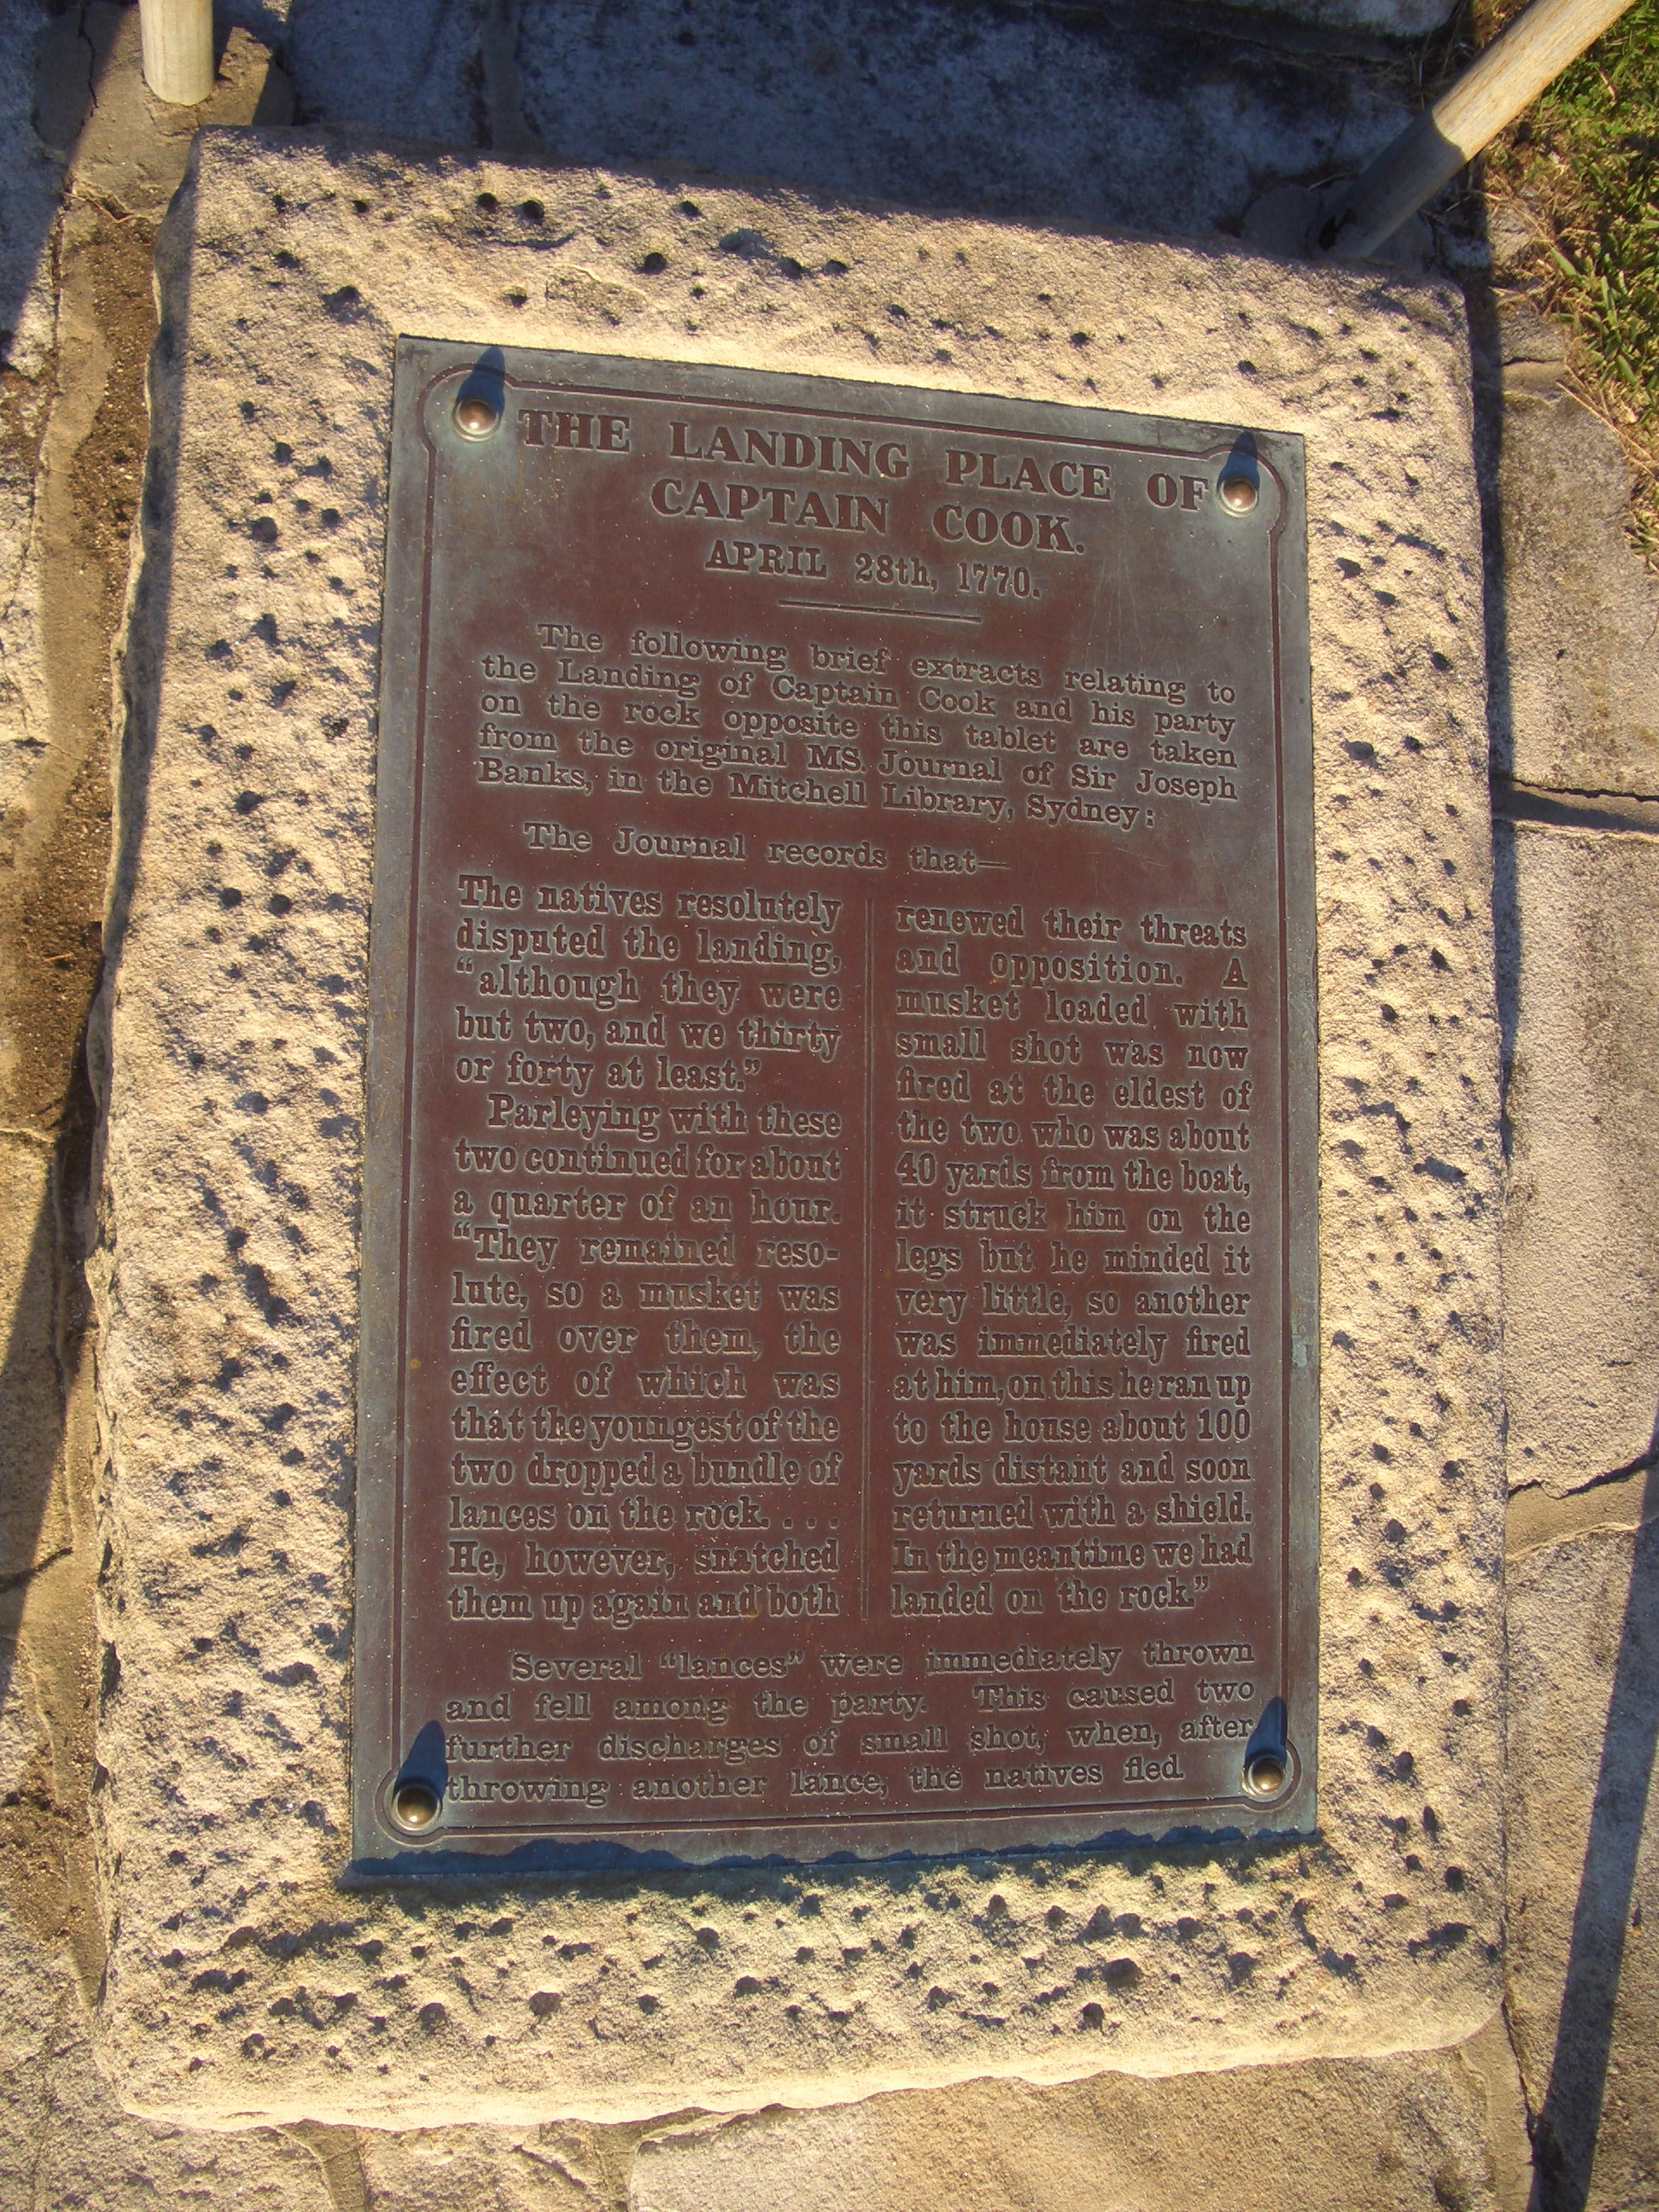 THE LANDING PLACE OF
CAPTAIN COOK.
APRIL 28th, 1770.
The following brief extracts relating to
the Landing of Captain Cook and his party
on the rock opposite this tablet are taken
from the original MS. Journal of Sir Joseph
Banks, in the Mitchell Library, Sydney:
The Journal records that—
The natives resolutely
disputed the landing,
“although they were
but two, and we thirty
or forty at least.”
Parleying with these
two continued for about
a quarter of an hour.
“They remained reso-
lute, so a musket was
fired over them, the
effect of which was
that the youngest of the
two dropped a bundle of
lances on the rock. . . .
He, however, snatched
them up again and both
renewed their threats
and opposition. A
musket loaded with
small shot was now
fired at the eldest of
the two who was about
40 yards from the boat,
it struck him on the
legs but he minded it
very little, so another
was immediately fired
at him, on this he ran up
to the house about 100
yards distant and soon
returned with a shield.
In the meantime we had
landed on the rock.”
Several “lances” were immediately thrown
and fell among the party. This caused two
further discharges of small shot, when, after
throwing another lance, the natives fled.